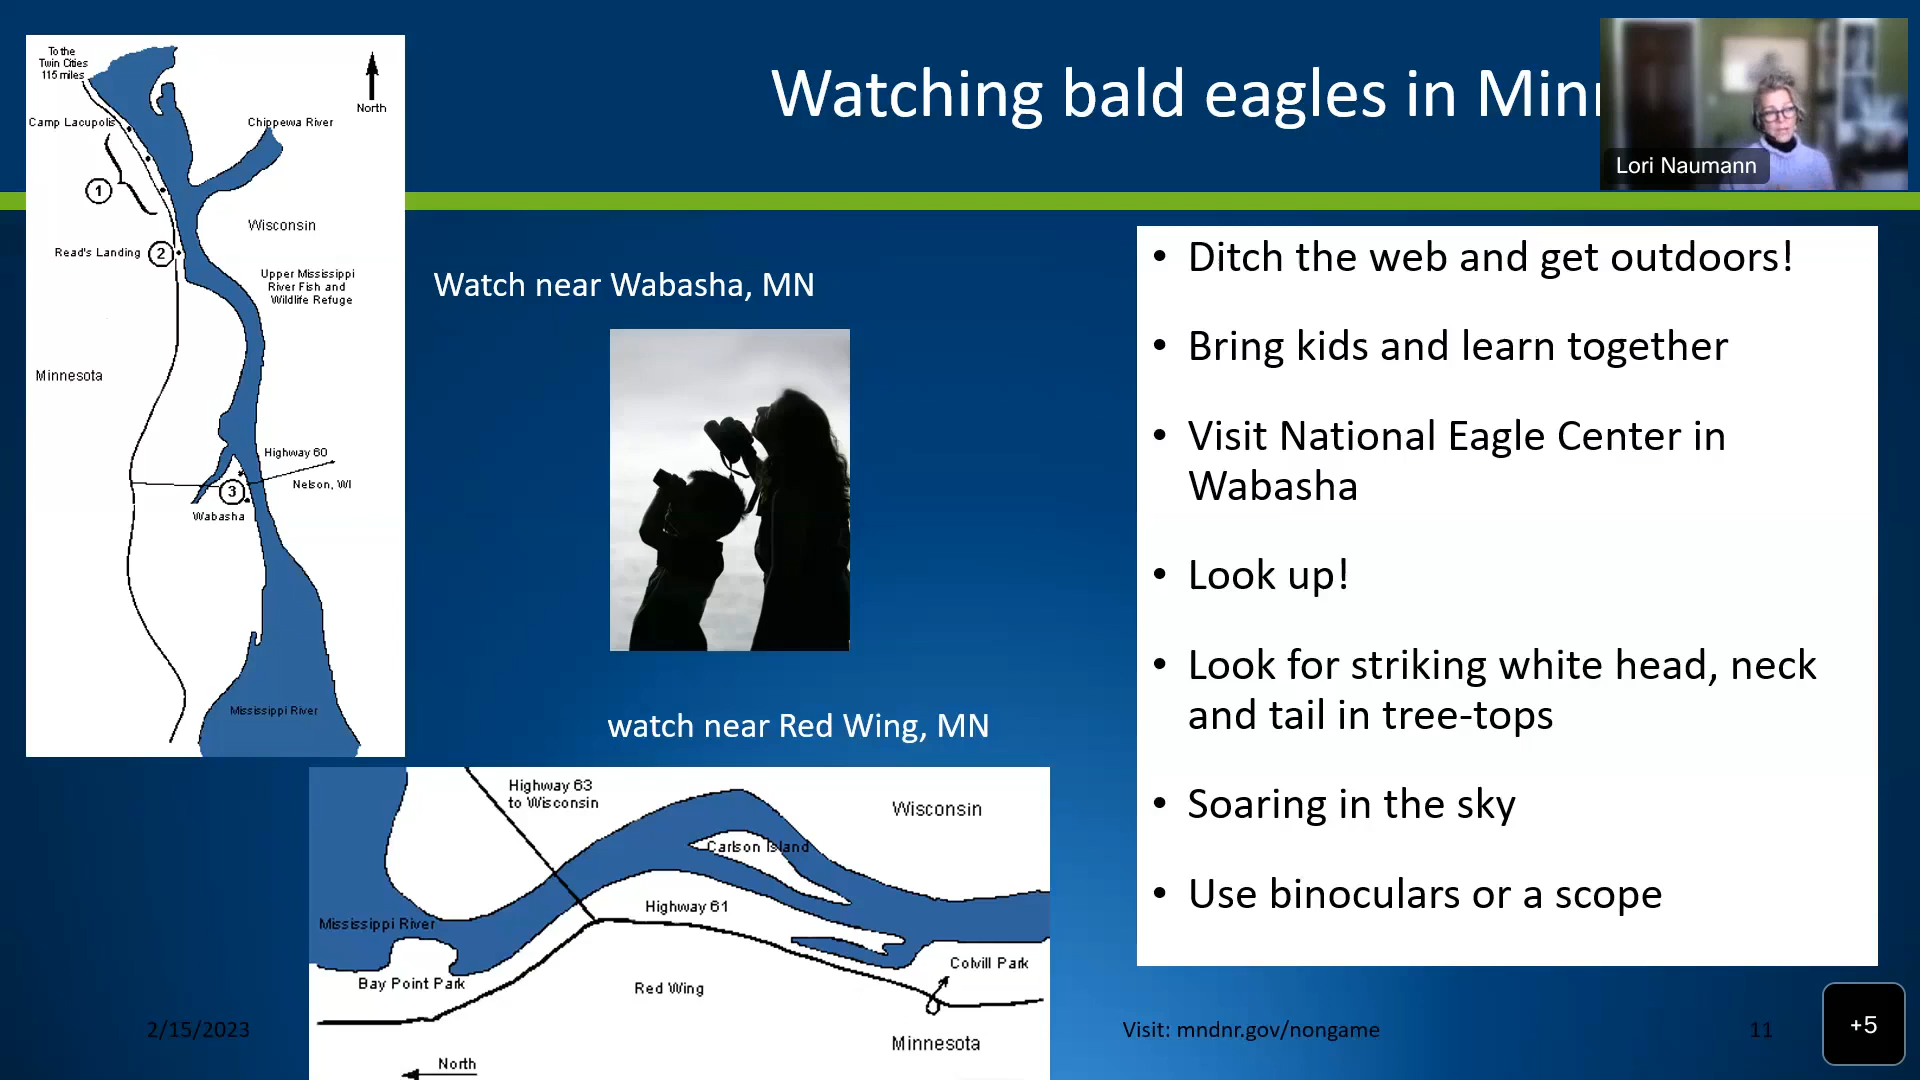 Watching bald eagles in Min
Lori Naumann
To the
Twin Cities
115 miles
North
Camp Lacupolis
Chippewa River
1
Wisconsin
Read's Landing
2
Upper Mississippi
River Fish and
Wildlife Refuge
Minnesota
Highway 60
Nelson, WI
3
Wabasha
Mississippi River
Watch near Wabasha, MN
watch near Red Wing, MN
Highway 63
to Wisconsin
Wisconsin
Carlson Island
Highway 61
Mississippi River
Colvill Park
Bay Point Park
Red Wing
Minnesota
North
• Ditch the web and get outdoors!
• Bring kids and learn together
• Visit National Eagle Center in
Wabasha
• Look up!
• Look for striking white head, neck
and tail in tree-tops
• Soaring in the sky
• Use binoculars or a scope
2/15/2023
Visit: mndnr.gov/nongame
11
+5